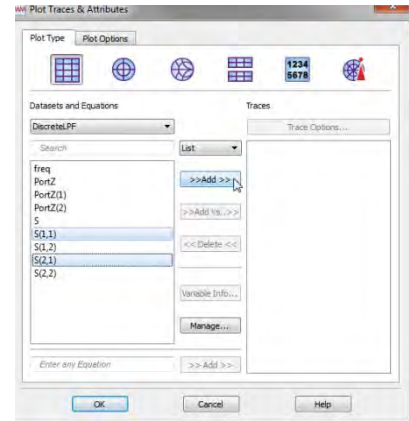 Plot Traces & Attributes
Plot Type Plot Options
1234
5678
Datasets and Equations Traces
DiscreteLPF
Trace Options...
Search List
freq
PortZ
PortZ(1)
PortZ(2)
S
S(1,1)
S(1,2)
S(2,1)
S(2,2)
>>Add >>
>>Add Vs..>>
<< Delete <<
Variable Info...
Manage...
Enter any Equation >> Add >>
OK Cancel Help